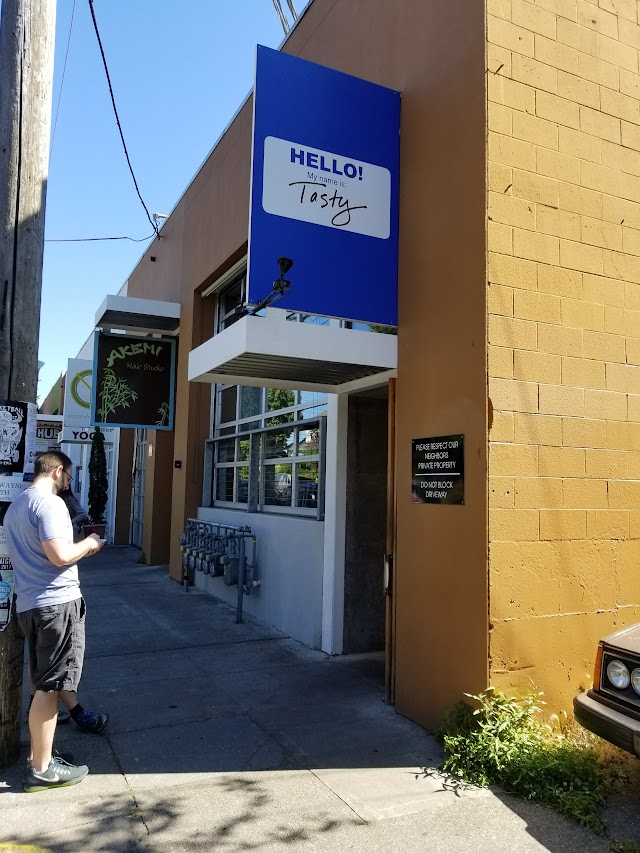 HELLO!
My name is:
Tasty
AKEMI
Hair Studio
YOG
PLEASE RESPECT OUR
NEIGHBORS
PRIVATE PROPERTY
DO NOT BLOCK
DRIVEWAY